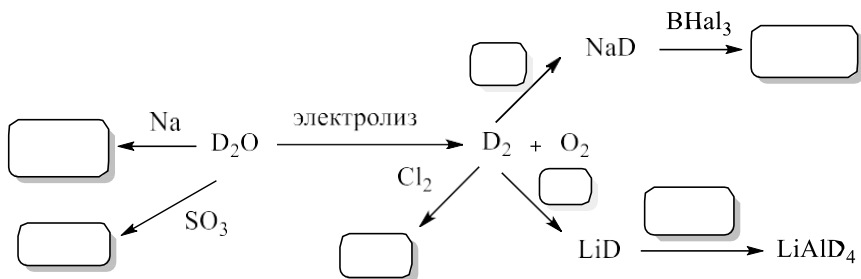 NaD
BHal₃
Na
D₂O
электролиз
D₂ + O₂
Cl₂
SO₃
LiD
LiAlD₄